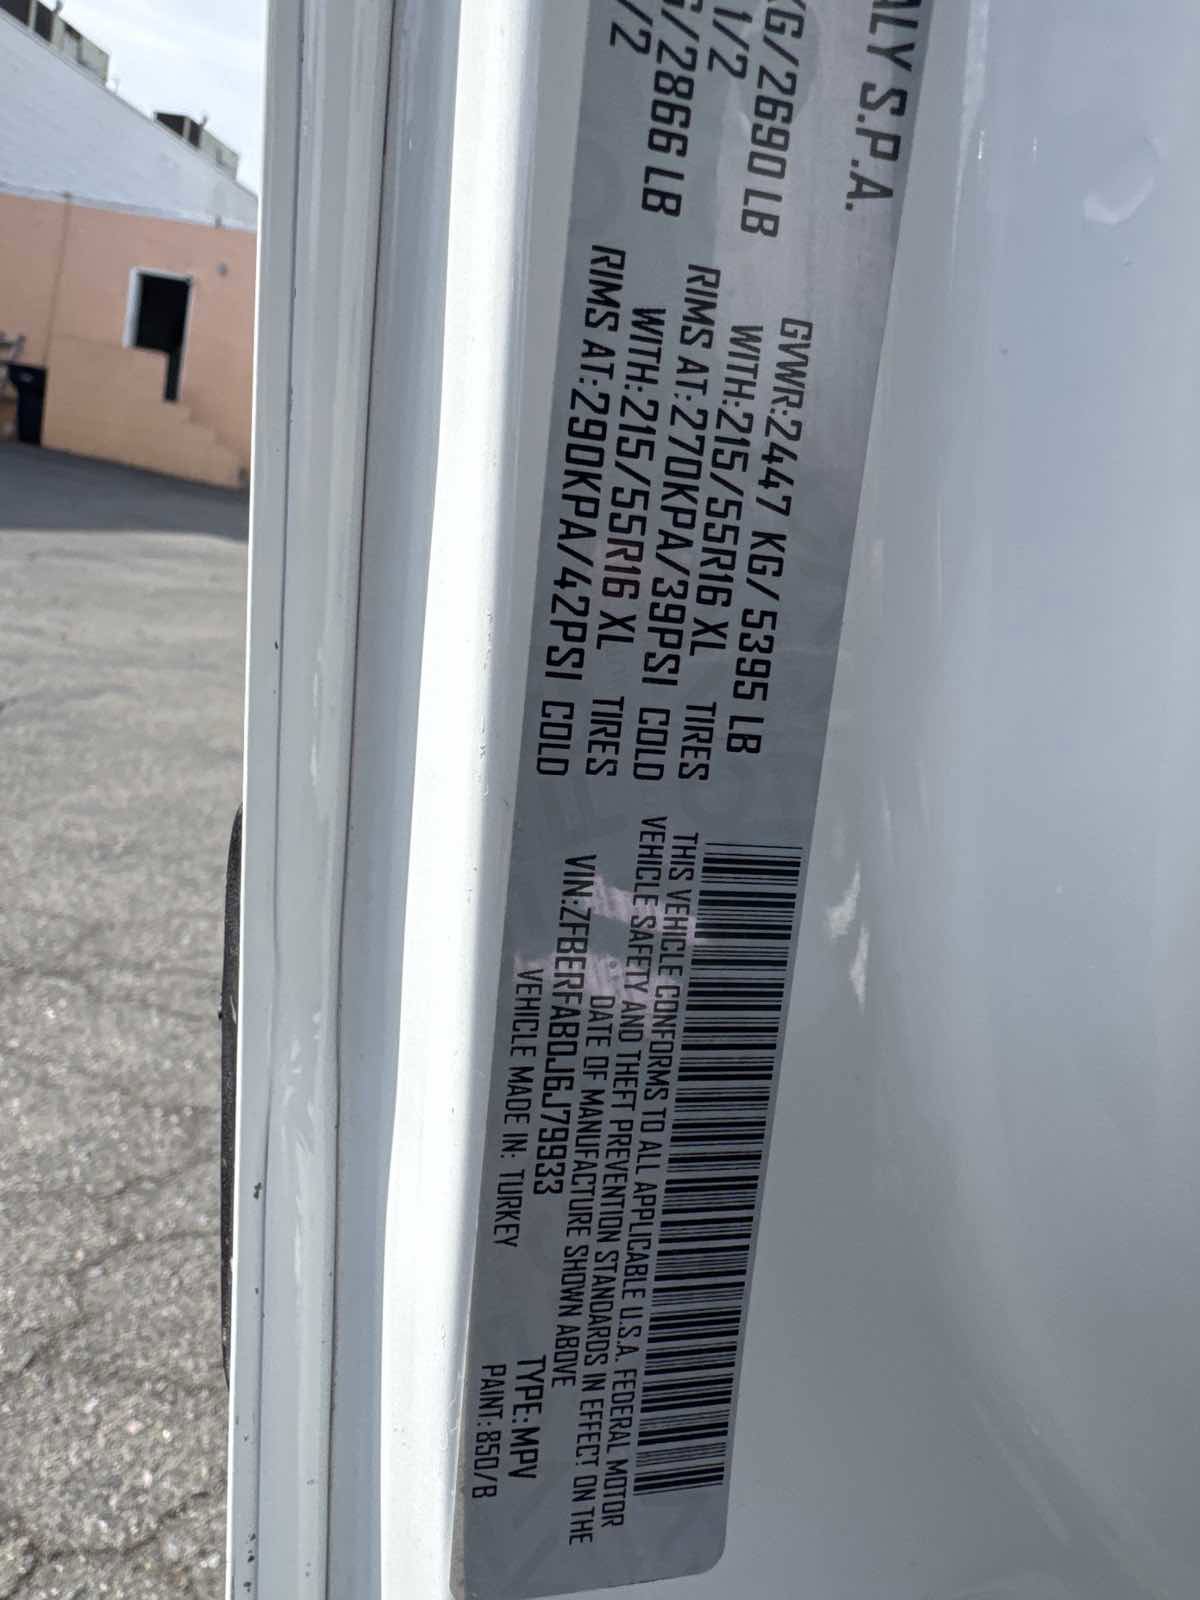 ALY S.P.A.
GVWR:2447 KG/ 5395 LB
KG/2690 LB WITH:215/55R16 XL TIRES
1/2 RIMS AT:270KPA/39PSI COLD
G/2866 LB WITH:215/55R16 XL TIRES
/2 RIMS AT:290KPA/42PSI COLD
THIS VEHICLE CONFORMS TO ALL APPLICABLE U.S.A. FEDERAL MOTOR
VEHICLE SAFETY AND THEFT PREVENTION STANDARDS IN EFFECT ON THE
DATE OF MANUFACTURE SHOWN ABOVE
VIN:ZFBERFAB0J6J79933 TYPE:MPV
VEHICLE MADE IN: TURKEY PAINT:850/B